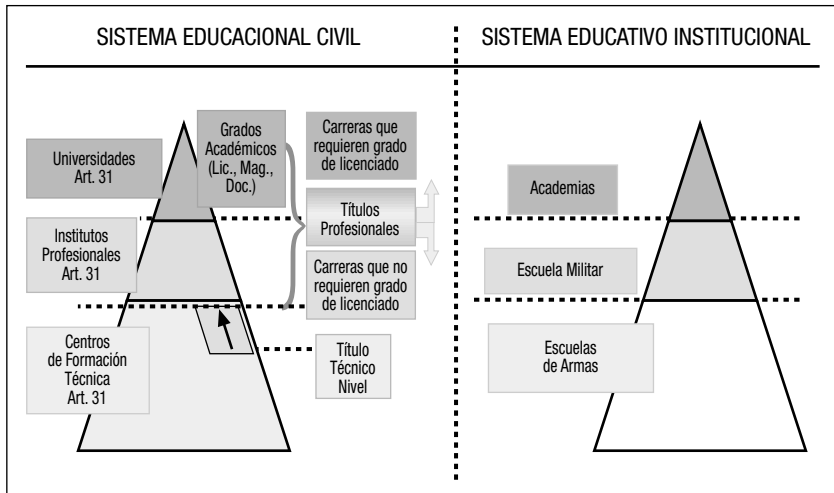 SISTEMA EDUCACIONAL CIVIL
SISTEMA EDUCATIVO INSTITUCIONAL
Universidades
Art. 31
Grados
Académicos
(Lic., Mag.,
Doc.)
Carreras que
requieren grado
de licenciado
Títulos
Profesionales
Institutos
Profesionales
Art. 31
Carreras que no
requieren grado
de licenciado
Centros
de Formación
Técnica
Art. 31
Título
Técnico
Nivel
Academias
Escuela Militar
Escuelas
de Armas